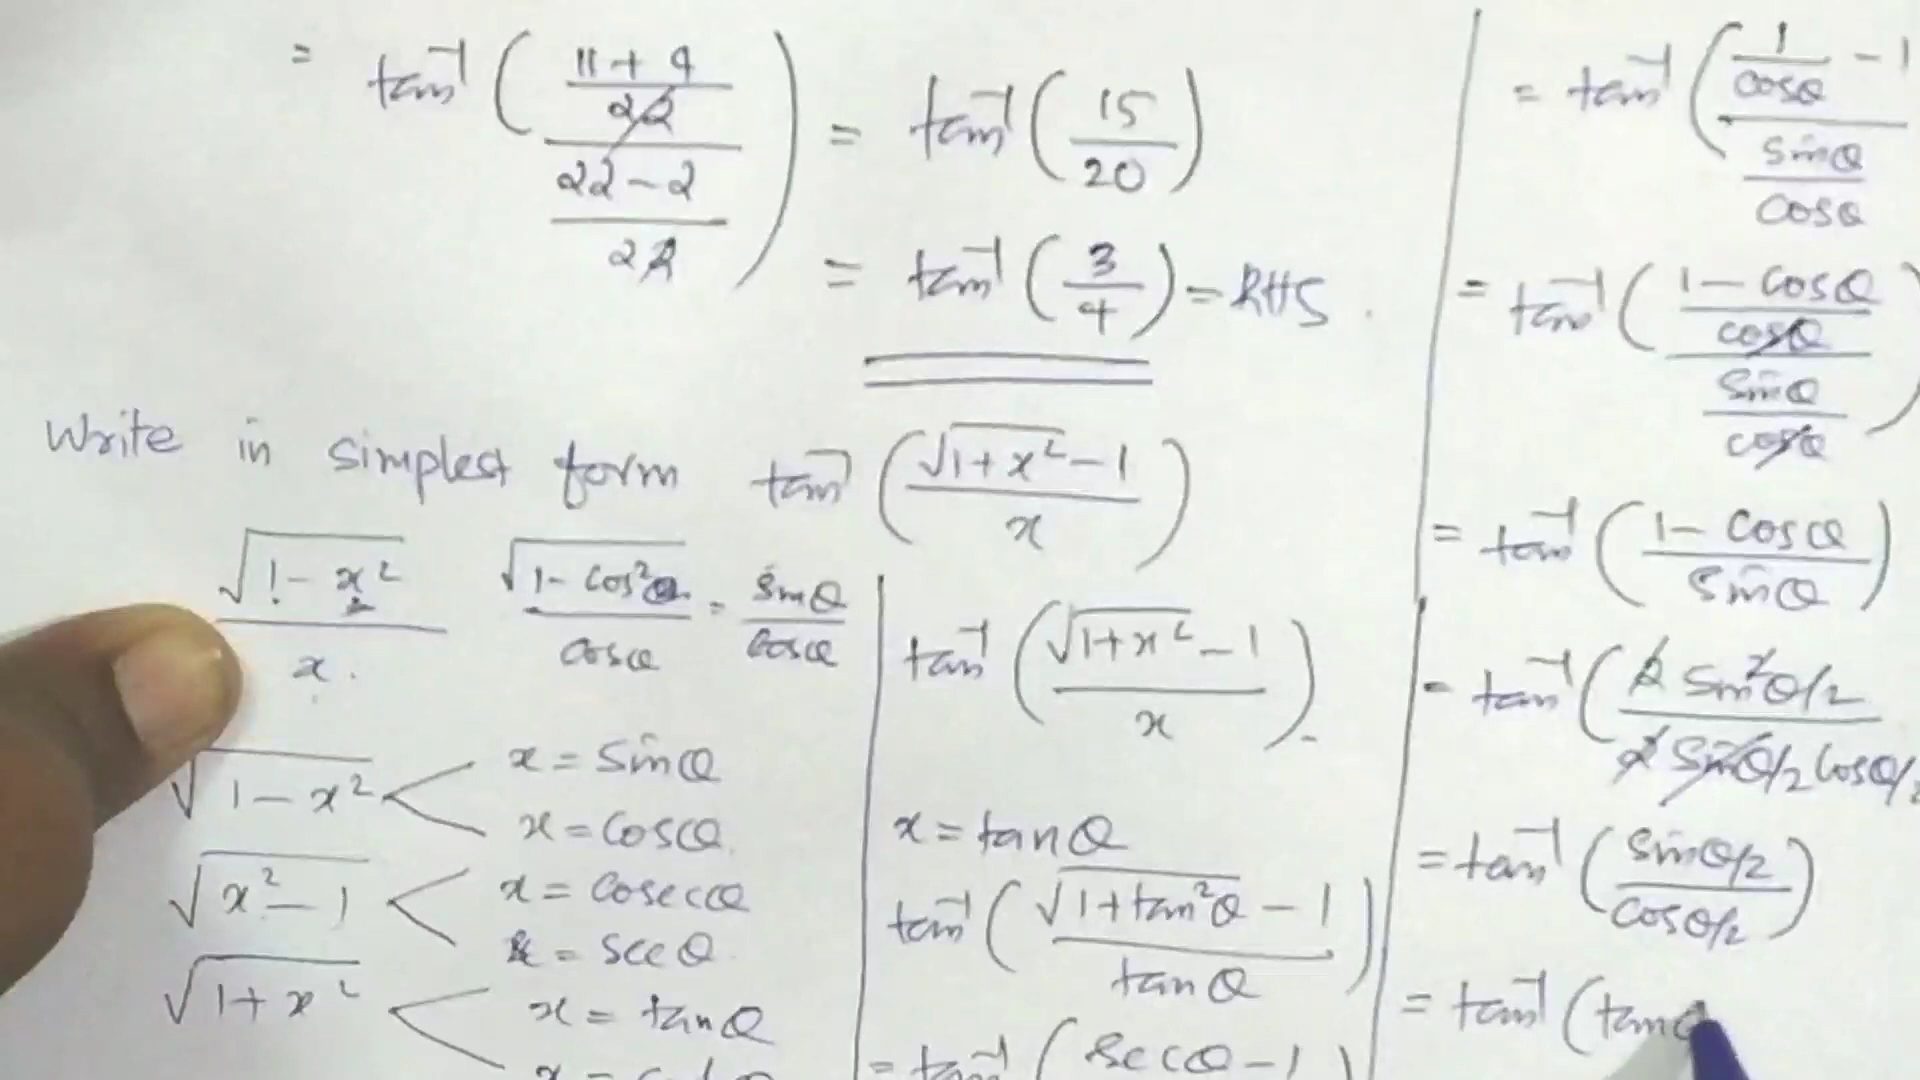 = tan⁻¹ ( (11 + 4 / 22) / (22 − 2 / 22) ) = tan⁻¹ (15/20)
= tan⁻¹ (3/4) = RHS.
Write in simplest form tan⁻¹ ( (√(1+x²) − 1) / x )
√(1 − x²) / x. √(1 − cos²θ) / cosθ = sinθ / cosθ
√(1 − x²) < x = sinθ
x = cosθ.
√(x² − 1) < x = cosecθ
x = secθ.
√(1 + x²) < x = tanθ
tan⁻¹ ( (√(1+x²) − 1) / x ).
x = tanθ
tan⁻¹ ( (√(1+tan²θ) − 1) / tanθ )
= tan⁻¹ ( secθ − 1
= tan⁻¹ ( (1/cosθ − 1) / (sinθ/cosθ)
= tan⁻¹ ( ((1 − cosθ)/cosθ) / (sinθ/cosθ) )
= tan⁻¹ ( (1 − cosθ) / sinθ )
= tan⁻¹ ( 2 sin²θ/2 / 2 sinθ/2 cosθ/2
= tan⁻¹ ( sinθ/2 / cosθ/2 )
= tan⁻¹ (tanθ